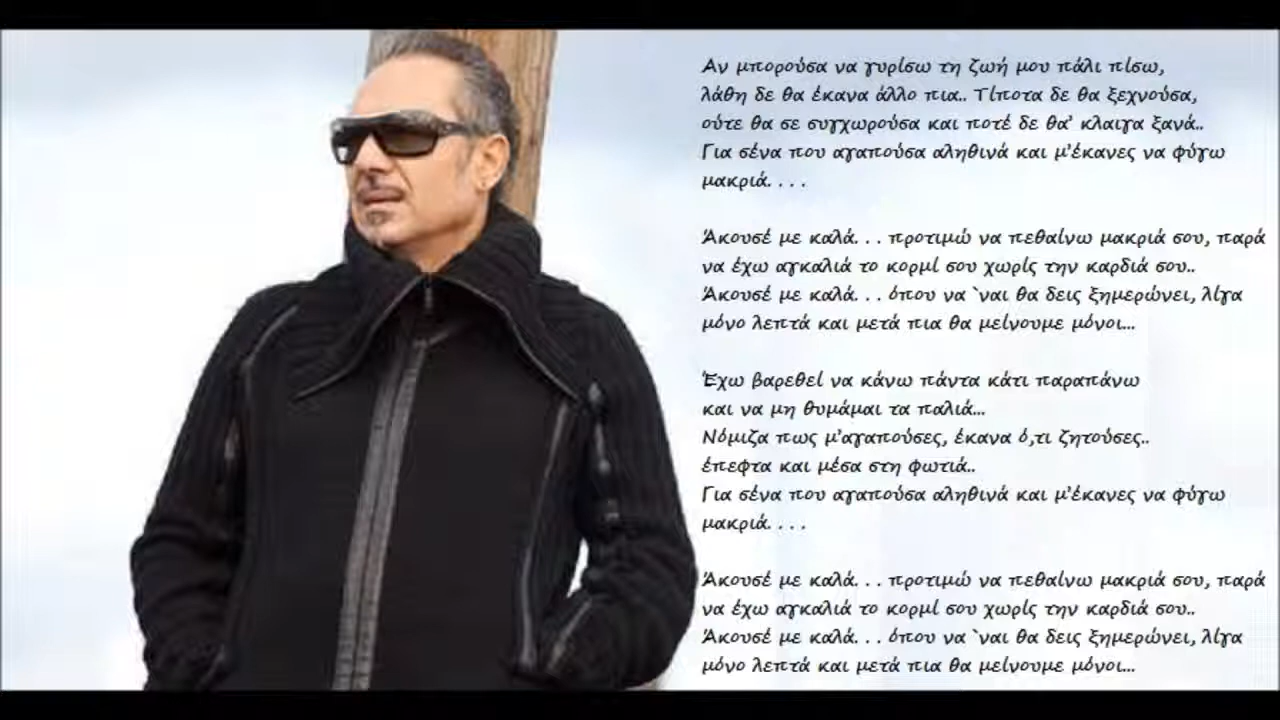 Αν μπορούσα να γυρίσω τη ζωή μου πάλι πίσω,
λάθη δε θα έκανα άλλο πια.. Τίποτα δε θα ξεχνούσα,
ούτε θα σε συγχωρούσα και ποτέ δε θα' κλαιγα ξανά..
Για σένα που αγαπούσα αληθινά και μ'έκανες να φύγω
μακριά. . . .
Άκουσέ με καλά. . . προτιμώ να πεθαίνω μακριά σου, παρά
να έχω αγκαλιά το κορμί σου χωρίς την καρδιά σου..
Άκουσέ με καλά. . . όπου να `ναι θα δεις ξημερώνει, λίγα
μόνο λεπτά και μετά πια θα μείνουμε μόνοι...
Έχω βαρεθεί να κάνω πάντα κάτι παραπάνω
και να μη θυμάμαι τα παλιά...
Νόμιζα πως μ'αγαπούσες, έκανα ό,τι ζητούσες..
έπεφτα και μέσα στη φωτιά..
Για σένα που αγαπούσα αληθινά και μ'έκανες να φύγω
μακριά. . . .
Άκουσέ με καλά. . . προτιμώ να πεθαίνω μακριά σου, παρά
να έχω αγκαλιά το κορμί σου χωρίς την καρδιά σου..
Άκουσέ με καλά. . . όπου να `ναι θα δεις ξημερώνει, λίγα
μόνο λεπτά και μετά πια θα μείνουμε μόνοι...